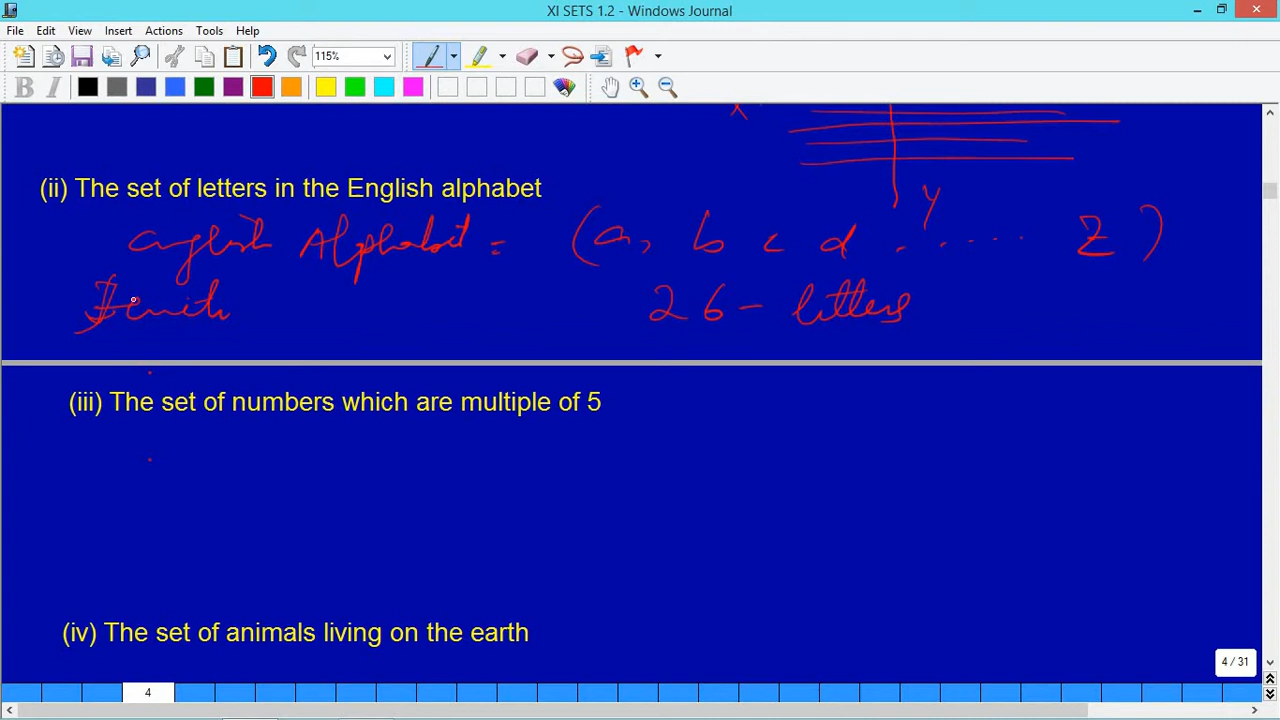 XI SETS 1.2 - Windows Journal
File Edit View Insert Actions Tools Help
115%
B I
X
(ii) The set of letters in the English alphabet
y
English Alphabet = (a, b c d . . . . . . Z )
26 - letters
(iii) The set of numbers which are multiple of 5
(iv) The set of animals living on the earth
4 / 31
4